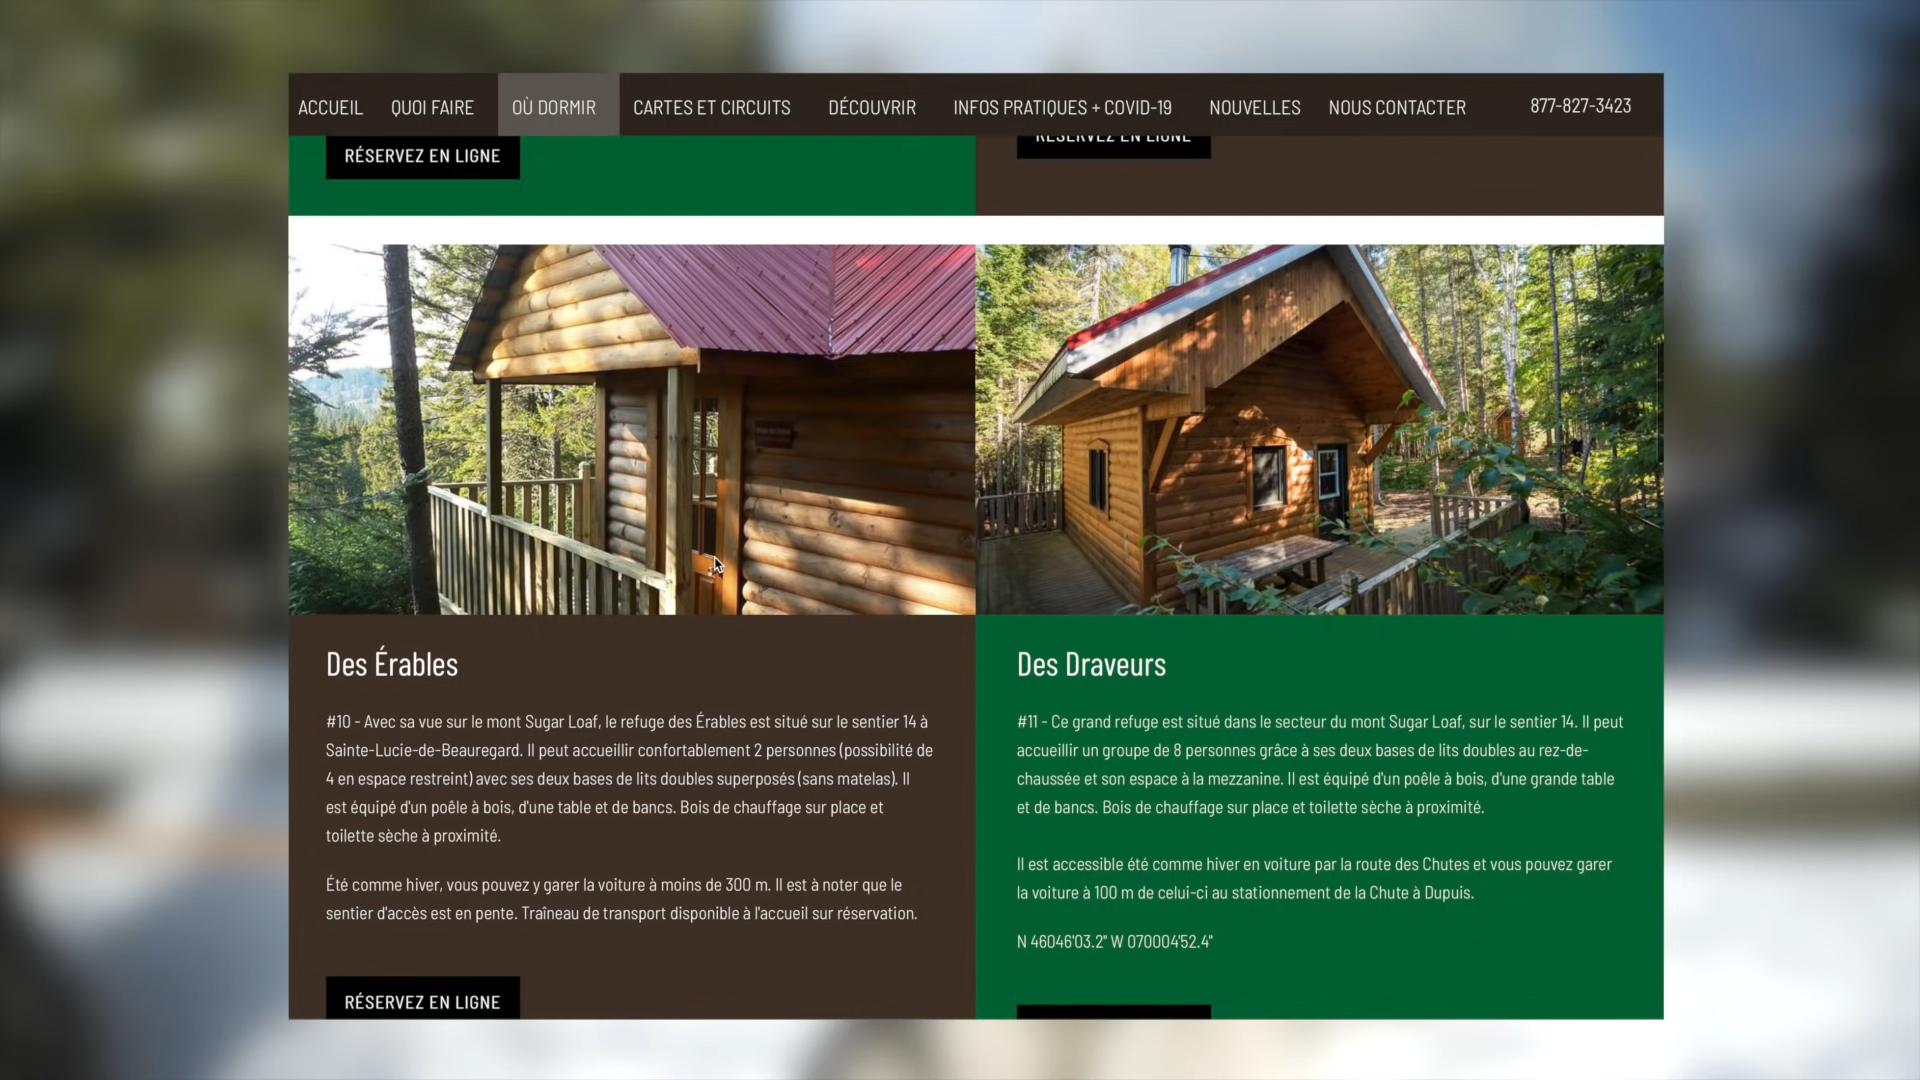 ACCUEIL QUOI FAIRE OÙ DORMIR CARTES ET CIRCUITS DÉCOUVRIR INFOS PRATIQUES + COVID-19 NOUVELLES NOUS CONTACTER 877-827-3423
RÉSERVEZ EN LIGNE
RÉSERVEZ EN LIGNE
Des Érables
#10 - Avec sa vue sur le mont Sugar Loaf, le refuge des Érables est situé sur le sentier 14 à
Sainte-Lucie-de-Beauregard. Il peut accueillir confortablement 2 personnes (possibilité de
4 en espace restreint) avec ses deux bases de lits doubles superposés (sans matelas). Il
est équipé d'un poêle à bois, d'une table et de bancs. Bois de chauffage sur place et
toilette sèche à proximité.
Été comme hiver, vous pouvez y garer la voiture à moins de 300 m. Il est à noter que le
sentier d'accès est en pente. Traîneau de transport disponible à l'accueil sur réservation.
RÉSERVEZ EN LIGNE
Des Draveurs
#11 - Ce grand refuge est situé dans le secteur du mont Sugar Loaf, sur le sentier 14. Il peut
accueillir un groupe de 8 personnes grâce à ses deux bases de lits doubles au rez-de-
chaussée et son espace à la mezzanine. Il est équipé d'un poêle à bois, d'une grande table
et de bancs. Bois de chauffage sur place et toilette sèche à proximité.
Il est accessible été comme hiver en voiture par la route des Chutes et vous pouvez garer
la voiture à 100 m de celui-ci au stationnement de la Chute à Dupuis.
N 46046'03.2" W 070004'52.4"